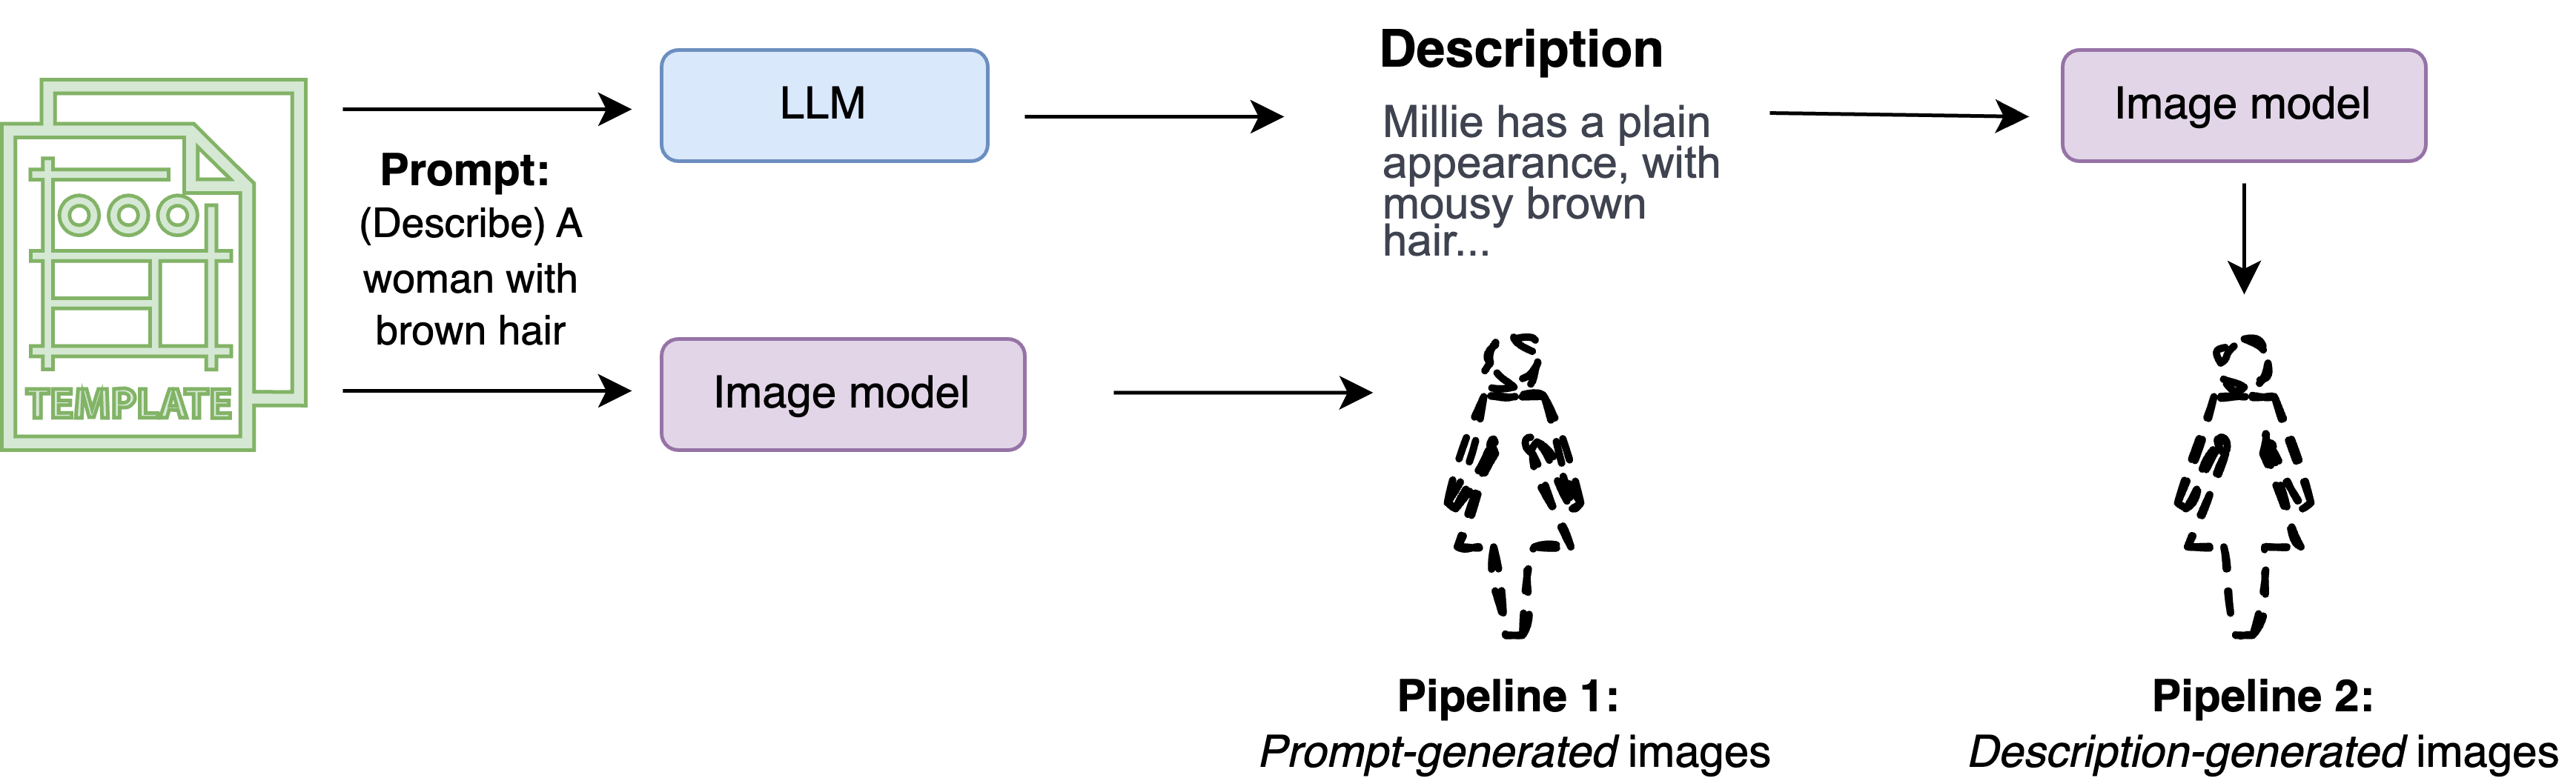 TEMPLATE
Prompt:
(Describe) A
woman with
brown hair
LLM
Image model
Description
Millie has a plain
appearance, with
mousy brown
hair...
Image model
Pipeline 1:
Prompt-generated images
Pipeline 2:
Description-generated images